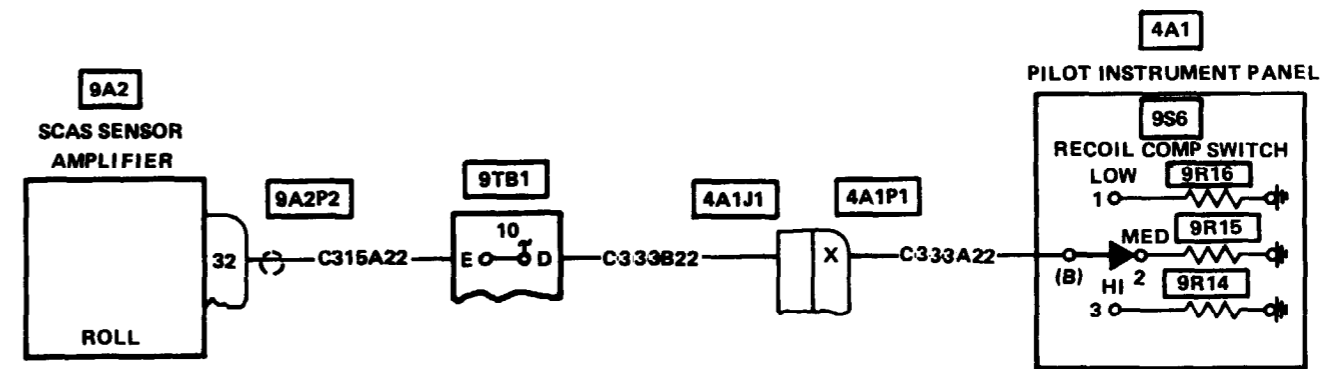 4A1
PILOT INSTRUMENT PANEL
9A2
SCAS SENSOR
AMPLIFIER
9S6
RECOIL COMP SWITCH
LOW
9R16
1
9A2P2
9TB1
4A1J1
4A1P1
10
MED
9R15
32
C315A22
E
D
C333B22
X
C333A22
(B)
2
HI
9R14
3
ROLL